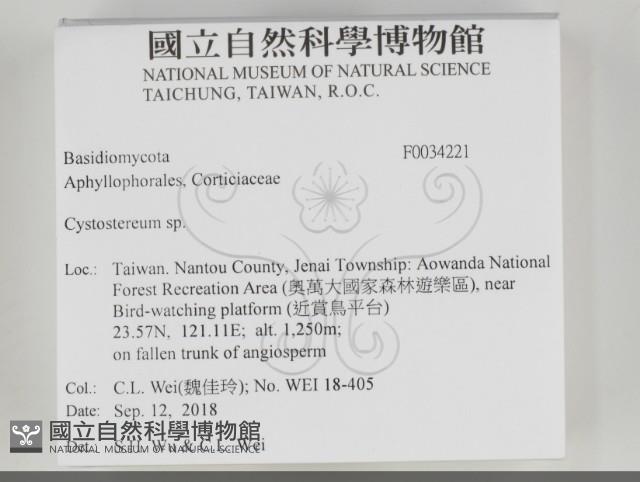 國立自然科學博物館
NATIONAL MUSEUM OF NATURAL SCIENCE
TAICHUNG, TAIWAN, R.O.C.
Basidiomycota F0034221
Aphyllophorales, Corticiaceae
Cystostereum sp.
Loc.: Taiwan. Nantou County, Jenai Township: Aowanda National
Forest Recreation Area (奧萬大國家森林遊樂區), near
Bird-watching platform (近賞鳥平台)
23.57N, 121.11E; alt. 1,250m;
on fallen trunk of angiosperm
Col.: C.L. Wei(魏佳玲); No. WEI 18-405
Date: Sep. 12, 2018
Det.: S.H. Wu & C.L. Wei
國立自然科學博物館
NATIONAL MUSEUM OF NATURAL SCIENCE